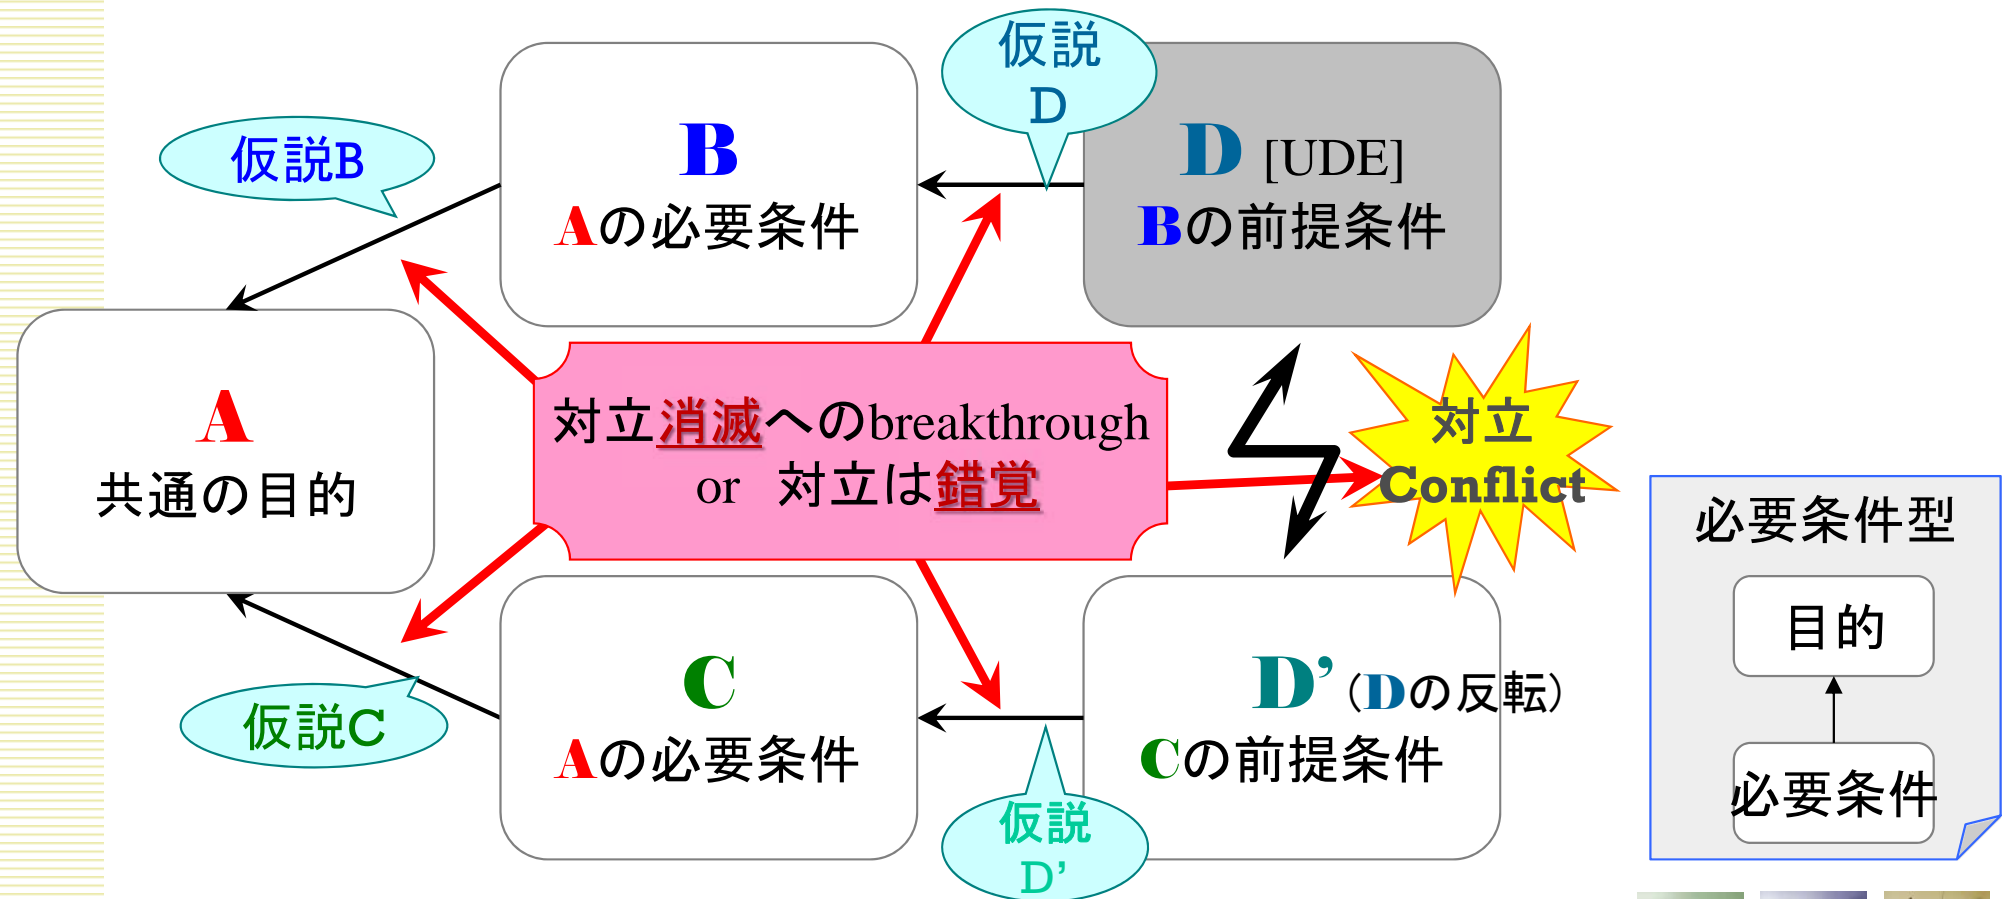 仮説
D
仮説B
B
Aの必要条件
D [UDE]
Bの前提条件
A
共通の目的
対立消滅へのbreakthrough
or 対立は錯覚
対立
Conflict
仮説C
C
Aの必要条件
D’（Dの反転）
Cの前提条件
仮説
D’
必要条件型
目的
必要条件